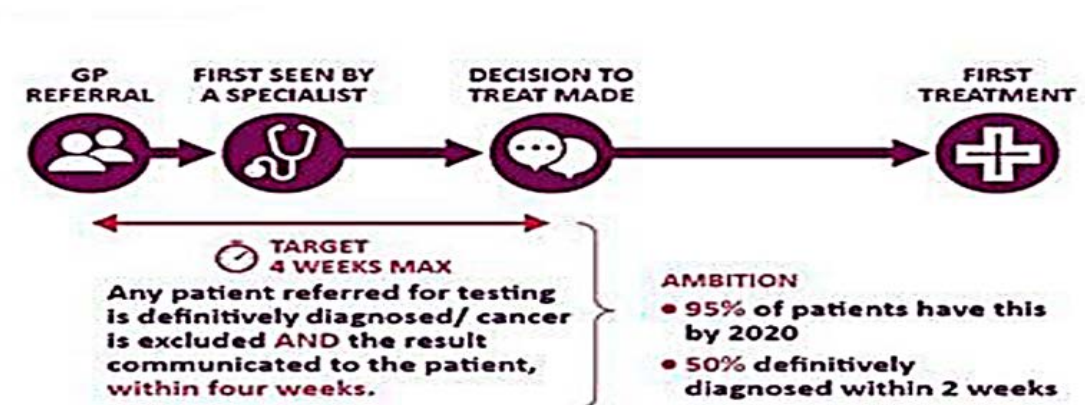 GP
REFERRAL
FIRST SEEN BY
A SPECIALIST
DECISION TO
TREAT MADE
FIRST
TREATMENT
TARGET
4 WEEKS MAX
Any patient referred for testing
is definitively diagnosed/ cancer
is excluded AND the result
communicated to the patient,
within four weeks.
AMBITION
• 95% of patients have this
by 2020
• 50% definitively
diagnosed within 2 weeks